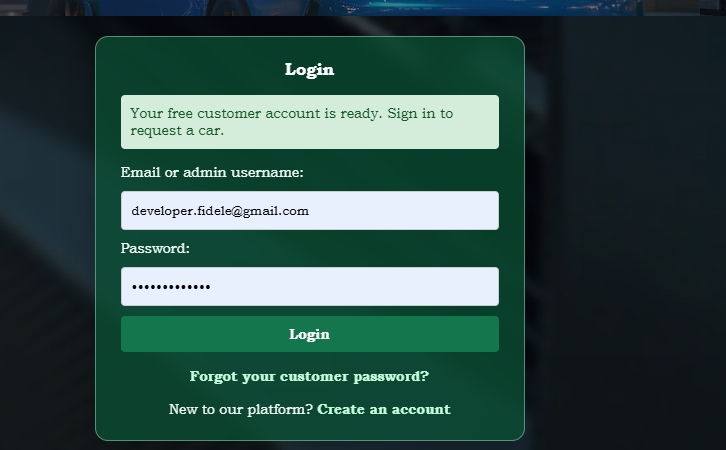 Login
Your free customer account is ready. Sign in to
request a car.
Email or admin username:
developer.fidele@gmail.com
Password:
•••••••••••••
Login
Forgot your customer password?
New to our platform? Create an account